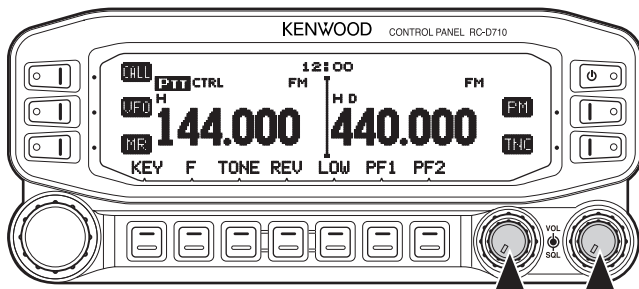 KENWOOD CONTROL PANEL RC-D710
12:00
CALL PTT CTRL FM FM
H H D
VFO PM
144.000 440.000
MR TNC
KEY F TONE REV LOW PF1 PF2
VOL
SQL